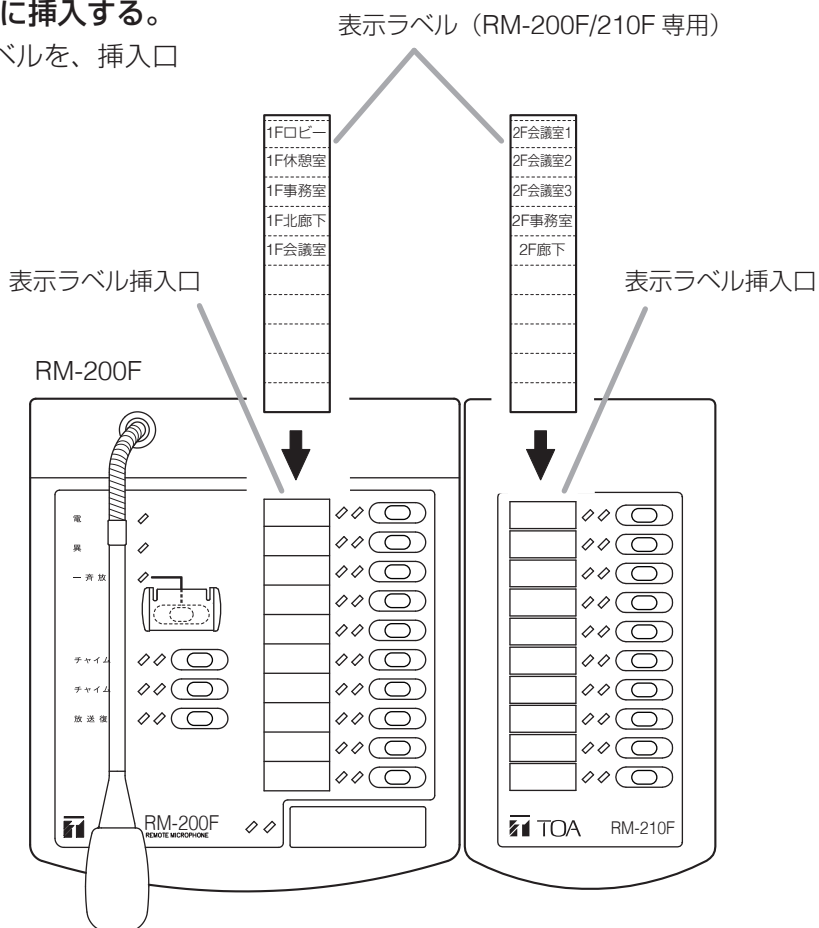 に挿入する。
ベルを、挿入口
表示ラベル（RM-200F/210F 専用）
1Fロビー
1F休憩室
1F事務室
1F北廊下
1F会議室
2F会議室1
2F会議室2
2F会議室3
2F事務室
2F廊下
表示ラベル挿入口
表示ラベル挿入口
RM-200F
電
異
一斉放
チャイム
チャイム
放送復
RM-200F
REMOTE MICROPHONE
TOA
RM-210F